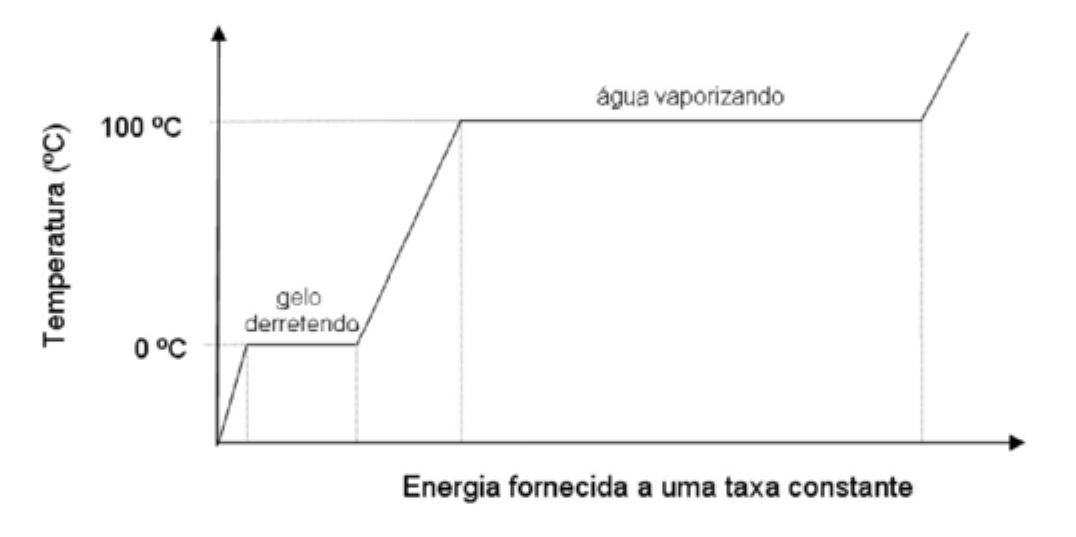 água vaporizando
100 ºC
Temperatura (ºC)
gelo
derretendo
0 ºC
Energia fornecida a uma taxa constante